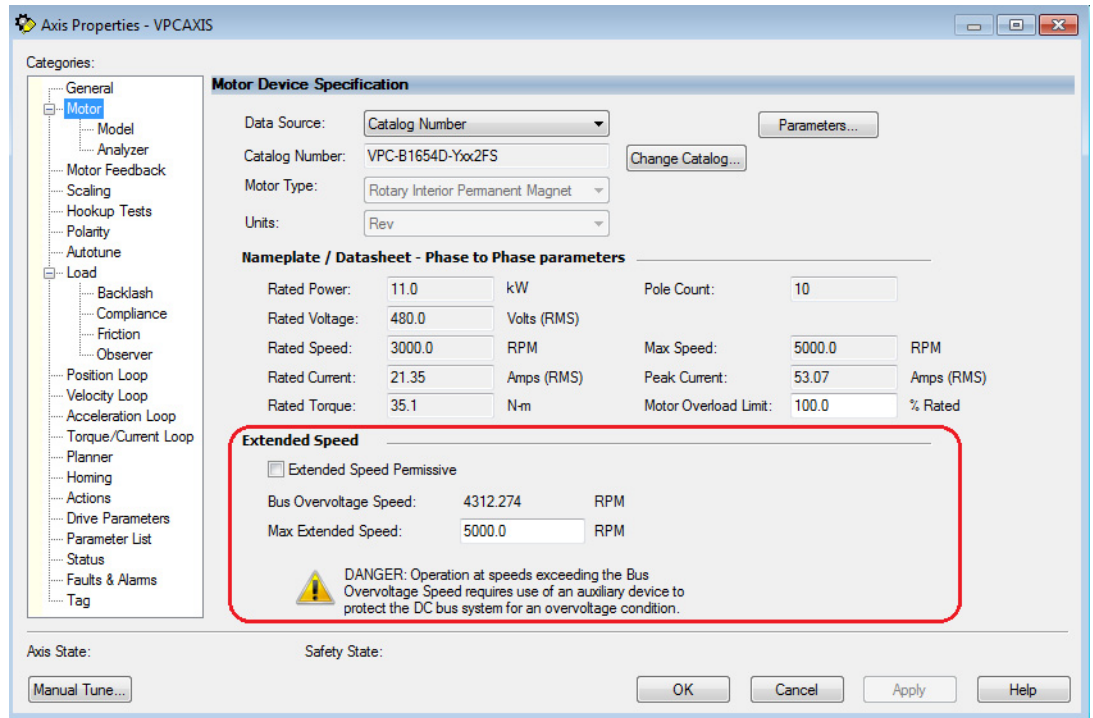 Axis Properties - VPCAXIS
Categories:
General
Motor
Model
Analyzer
Motor Feedback
Scaling
Hookup Tests
Polarity
Autotune
Load
Backlash
Compliance
Friction
Observer
Position Loop
Velocity Loop
Acceleration Loop
Torque/Current Loop
Planner
Homing
Actions
Drive Parameters
Parameter List
Status
Faults & Alarms
Tag
Motor Device Specification
Data Source: Catalog Number Parameters...
Catalog Number: VPC-B1654D-Yxx2FS Change Catalog...
Motor Type: Rotary Interior Permanent Magnet
Units: Rev
Nameplate / Datasheet - Phase to Phase parameters
Rated Power: 11.0 kW Pole Count: 10
Rated Voltage: 480.0 Volts (RMS)
Rated Speed: 3000.0 RPM Max Speed: 5000.0 RPM
Rated Current: 21.35 Amps (RMS) Peak Current: 53.07 Amps (RMS)
Rated Torque: 35.1 N-m Motor Overload Limit: 100.0 % Rated
Extended Speed
Extended Speed Permissive
Bus Overvoltage Speed: 4312.274 RPM
Max Extended Speed: 5000.0 RPM
DANGER: Operation at speeds exceeding the Bus
Overvoltage Speed requires use of an auxiliary device to
protect the DC bus system for an overvoltage condition.
Axis State: Safety State:
Manual Tune... OK Cancel Apply Help